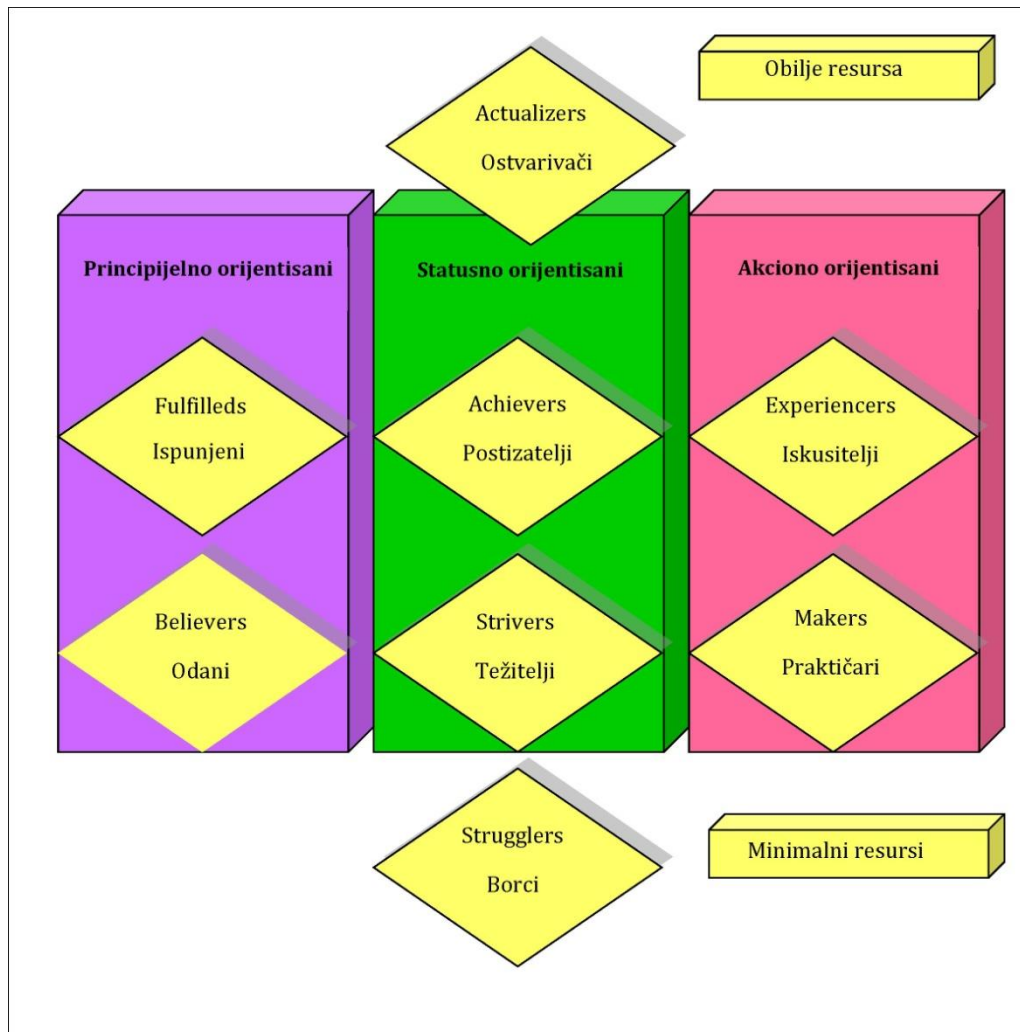 Obilje resursa
Actualizers
Ostvarivači
Principijelno orijentisani
Statusno orijentisani
Akciono orijentisani
Fulfilleds
Ispunjeni
Achievers
Postizatelji
Experiencers
Iskusitelji
Believers
Odani
Strivers
Težitelji
Makers
Praktičari
Strugglers
Borci
Minimalni resursi